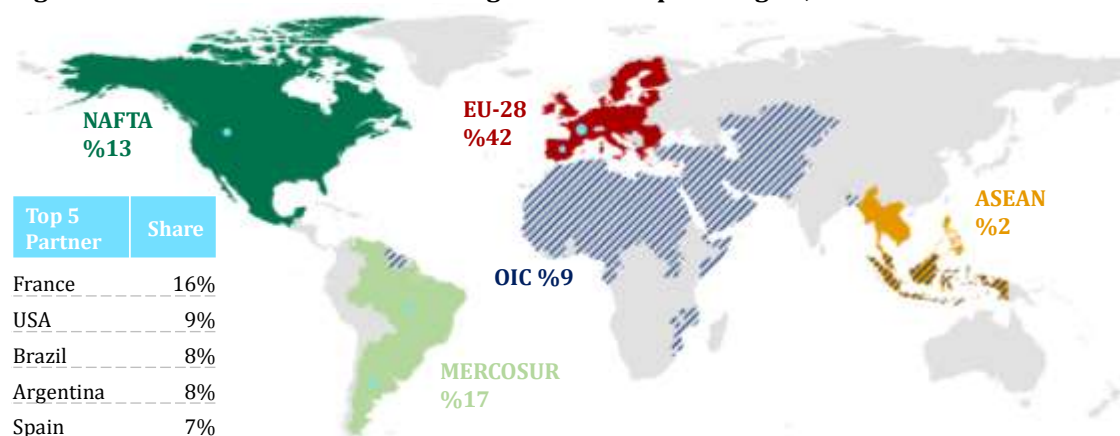 NAFTA
%13
EU-28
%42
ASEAN
%2
OIC %9
MERCOSUR
%17
Top 5 Partner Share
France 16%
USA 9%
Brazil 8%
Argentina 8%
Spain 7%